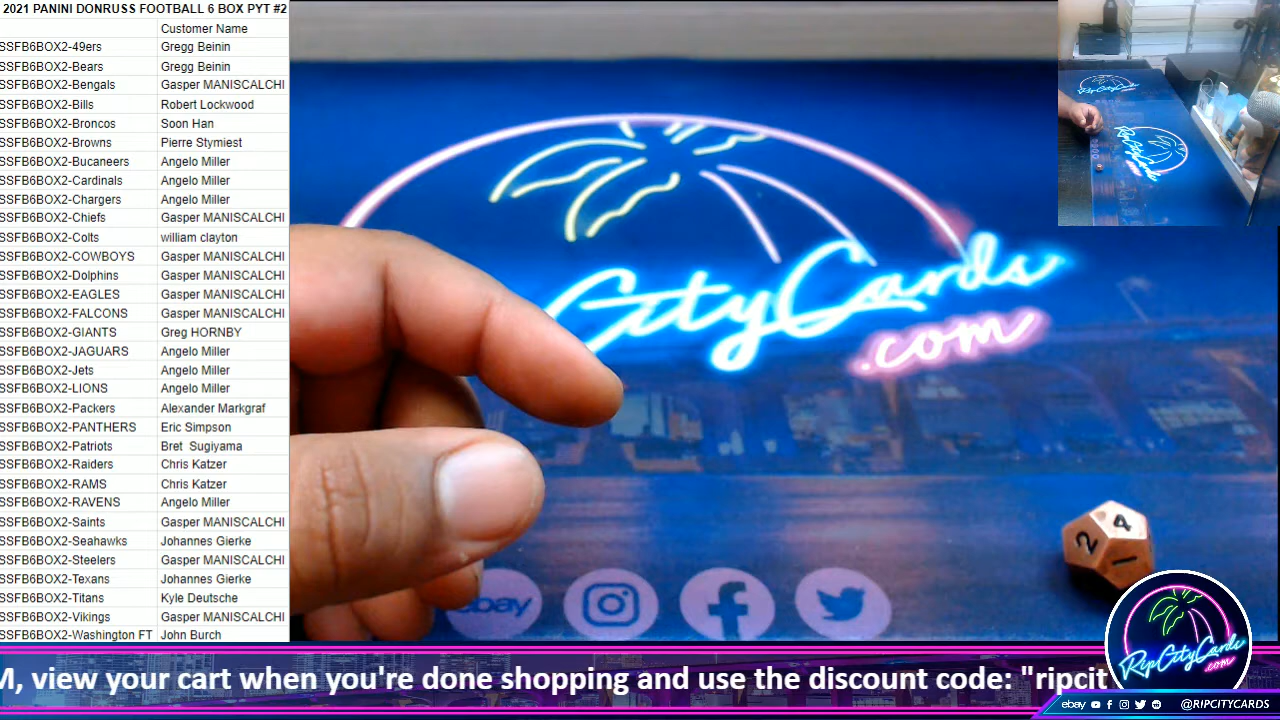 2021 PANINI DONRUSS FOOTBALL 6 BOX PYT #2
Customer Name
SSFB6BOX2-49ers Gregg Beinin
SSFB6BOX2-Bears Gregg Beinin
SSFB6BOX2-Bengals Gasper MANISCALCHI
SSFB6BOX2-Bills Robert Lockwood
SSFB6BOX2-Broncos Soon Han
SSFB6BOX2-Browns Pierre Stymiest
SSFB6BOX2-Bucaneers Angelo Miller
SSFB6BOX2-Cardinals Angelo Miller
SSFB6BOX2-Chargers Angelo Miller
SSFB6BOX2-Chiefs Gasper MANISCALCHI
SSFB6BOX2-Colts william clayton
SSFB6BOX2-COWBOYS Gasper MANISCALCHI
SSFB6BOX2-Dolphins Gasper MANISCALCHI
SSFB6BOX2-EAGLES Gasper MANISCALCHI
SSFB6BOX2-FALCONS Gasper MANISCALCHI
SSFB6BOX2-GIANTS Greg HORNBY
SSFB6BOX2-JAGUARS Angelo Miller
SSFB6BOX2-Jets Angelo Miller
SSFB6BOX2-LIONS Angelo Miller
SSFB6BOX2-Packers Alexander Markgraf
SSFB6BOX2-PANTHERS Eric Simpson
SSFB6BOX2-Patriots Bret Sugiyama
SSFB6BOX2-Raiders Chris Katzer
SSFB6BOX2-RAMS Chris Katzer
SSFB6BOX2-RAVENS Angelo Miller
SSFB6BOX2-Saints Gasper MANISCALCHI
SSFB6BOX2-Seahawks Johannes Gierke
SSFB6BOX2-Steelers Gasper MANISCALCHI
SSFB6BOX2-Texans Johannes Gierke
SSFB6BOX2-Titans Kyle Deutsche
SSFB6BOX2-Vikings Gasper MANISCALCHI
SSFB6BOX2-Washington FT John Burch
CityCards
.com
ebay
2 4
1
RipCityCards
.com
M, view your cart when you're done shopping and use the discount code: "ripcit
ebay @RIPCITYCARDS